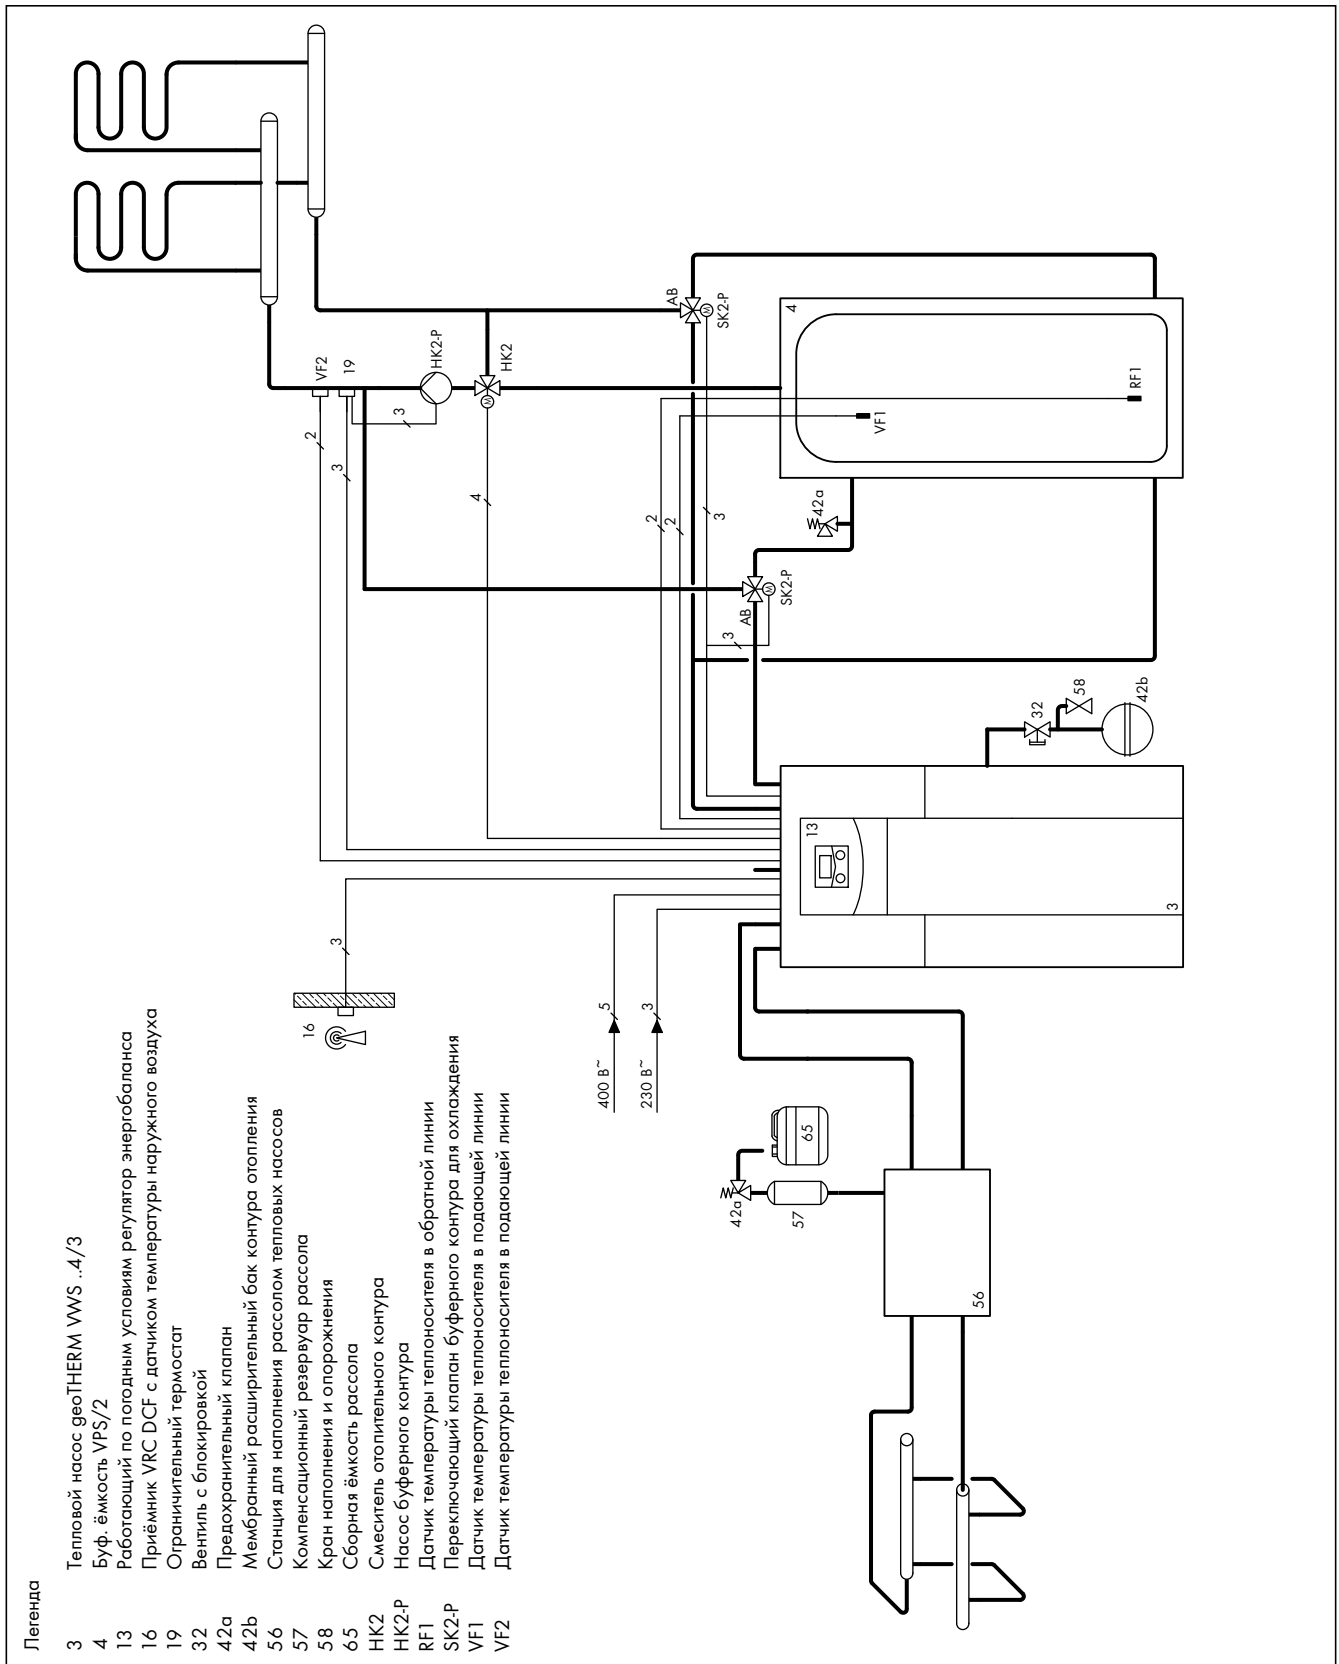 Легенда
3 Тепловой насос geoTHERM VWS ..4/3
4 Буф. ёмкость VPS/2
13 Работающий по погодным условиям регулятор энергобаланса
16 Приёмник VRC DCF с датчиком температуры наружного воздуха
19 Ограничительный термостат
32 Вентиль с блокировкой
42a Предохранительный клапан
42b Мембранный расширительный бак контура отопления
56 Станция для наполнения рассолом тепловых насосов
57 Компенсационный резервуар рассола
58 Кран наполнения и опорожнения
65 Сборная ёмкость рассола
HK2 Смеситель отопительного контура
HK2-P Насос буферного контура
RF1 Датчик температуры теплоносителя в обратной линии
SK2-P Переключающий клапан буферного контура для охлаждения
VF1 Датчик температуры теплоносителя в подающей линии
VF2 Датчик температуры теплоносителя в подающей линии
16
3
400 В~
5
230 В~
3
42a
65
57
56
VF2
19
2
3
3
HK2-P
HK2
M
4
AB
M
SK2-P
2
2
3
4
VF1
RF1
42a
AB
M
SK2-P
3
13
3
32
58
42b